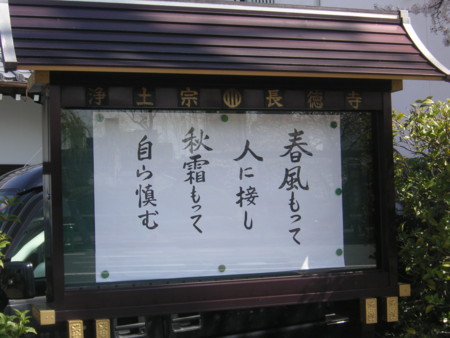 浄土宗 長徳寺
春風もって
人に接し
秋霜もって
自ら慎む